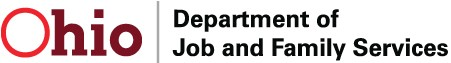 Ohio
Department of
Job and Family Services